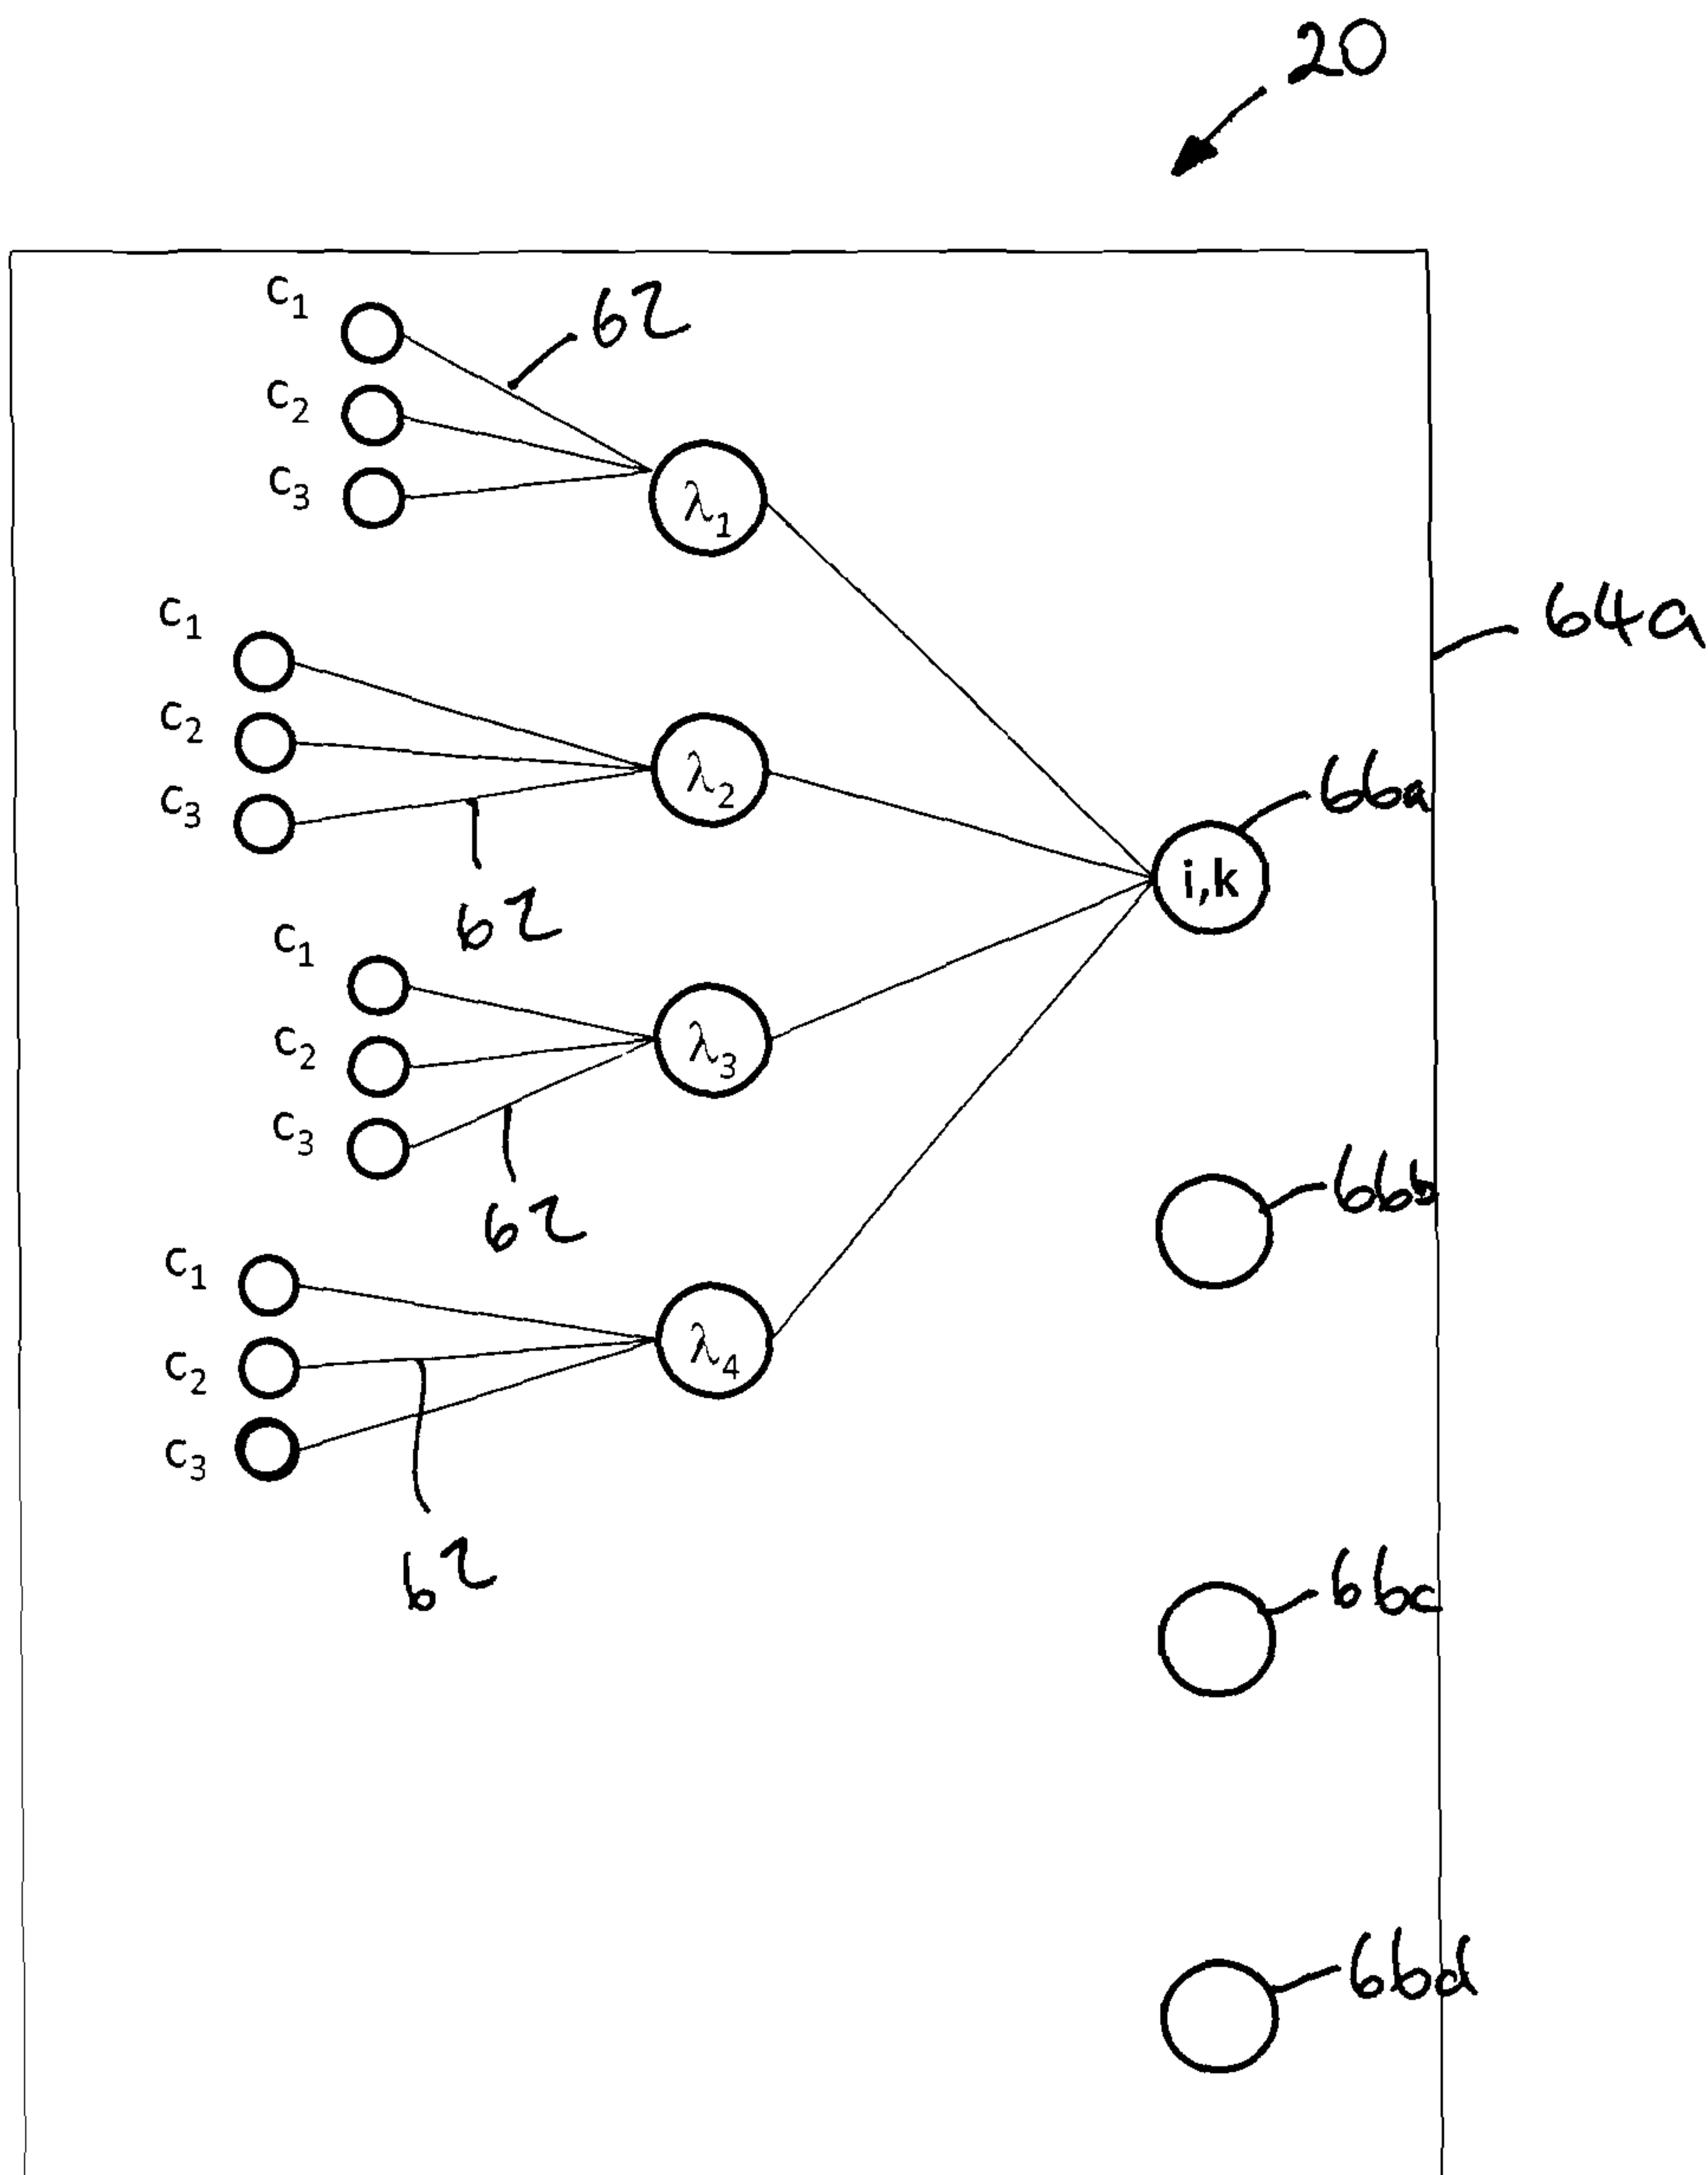 20
c₁
62
c₂
c₃
λ₁
c₁
64a
c₂
λ₂
66a
c₃
i,k
62
c₁
c₂
λ₃
c₃
66b
62
c₁
λ₄
c₂
c₃
62
66c
66d